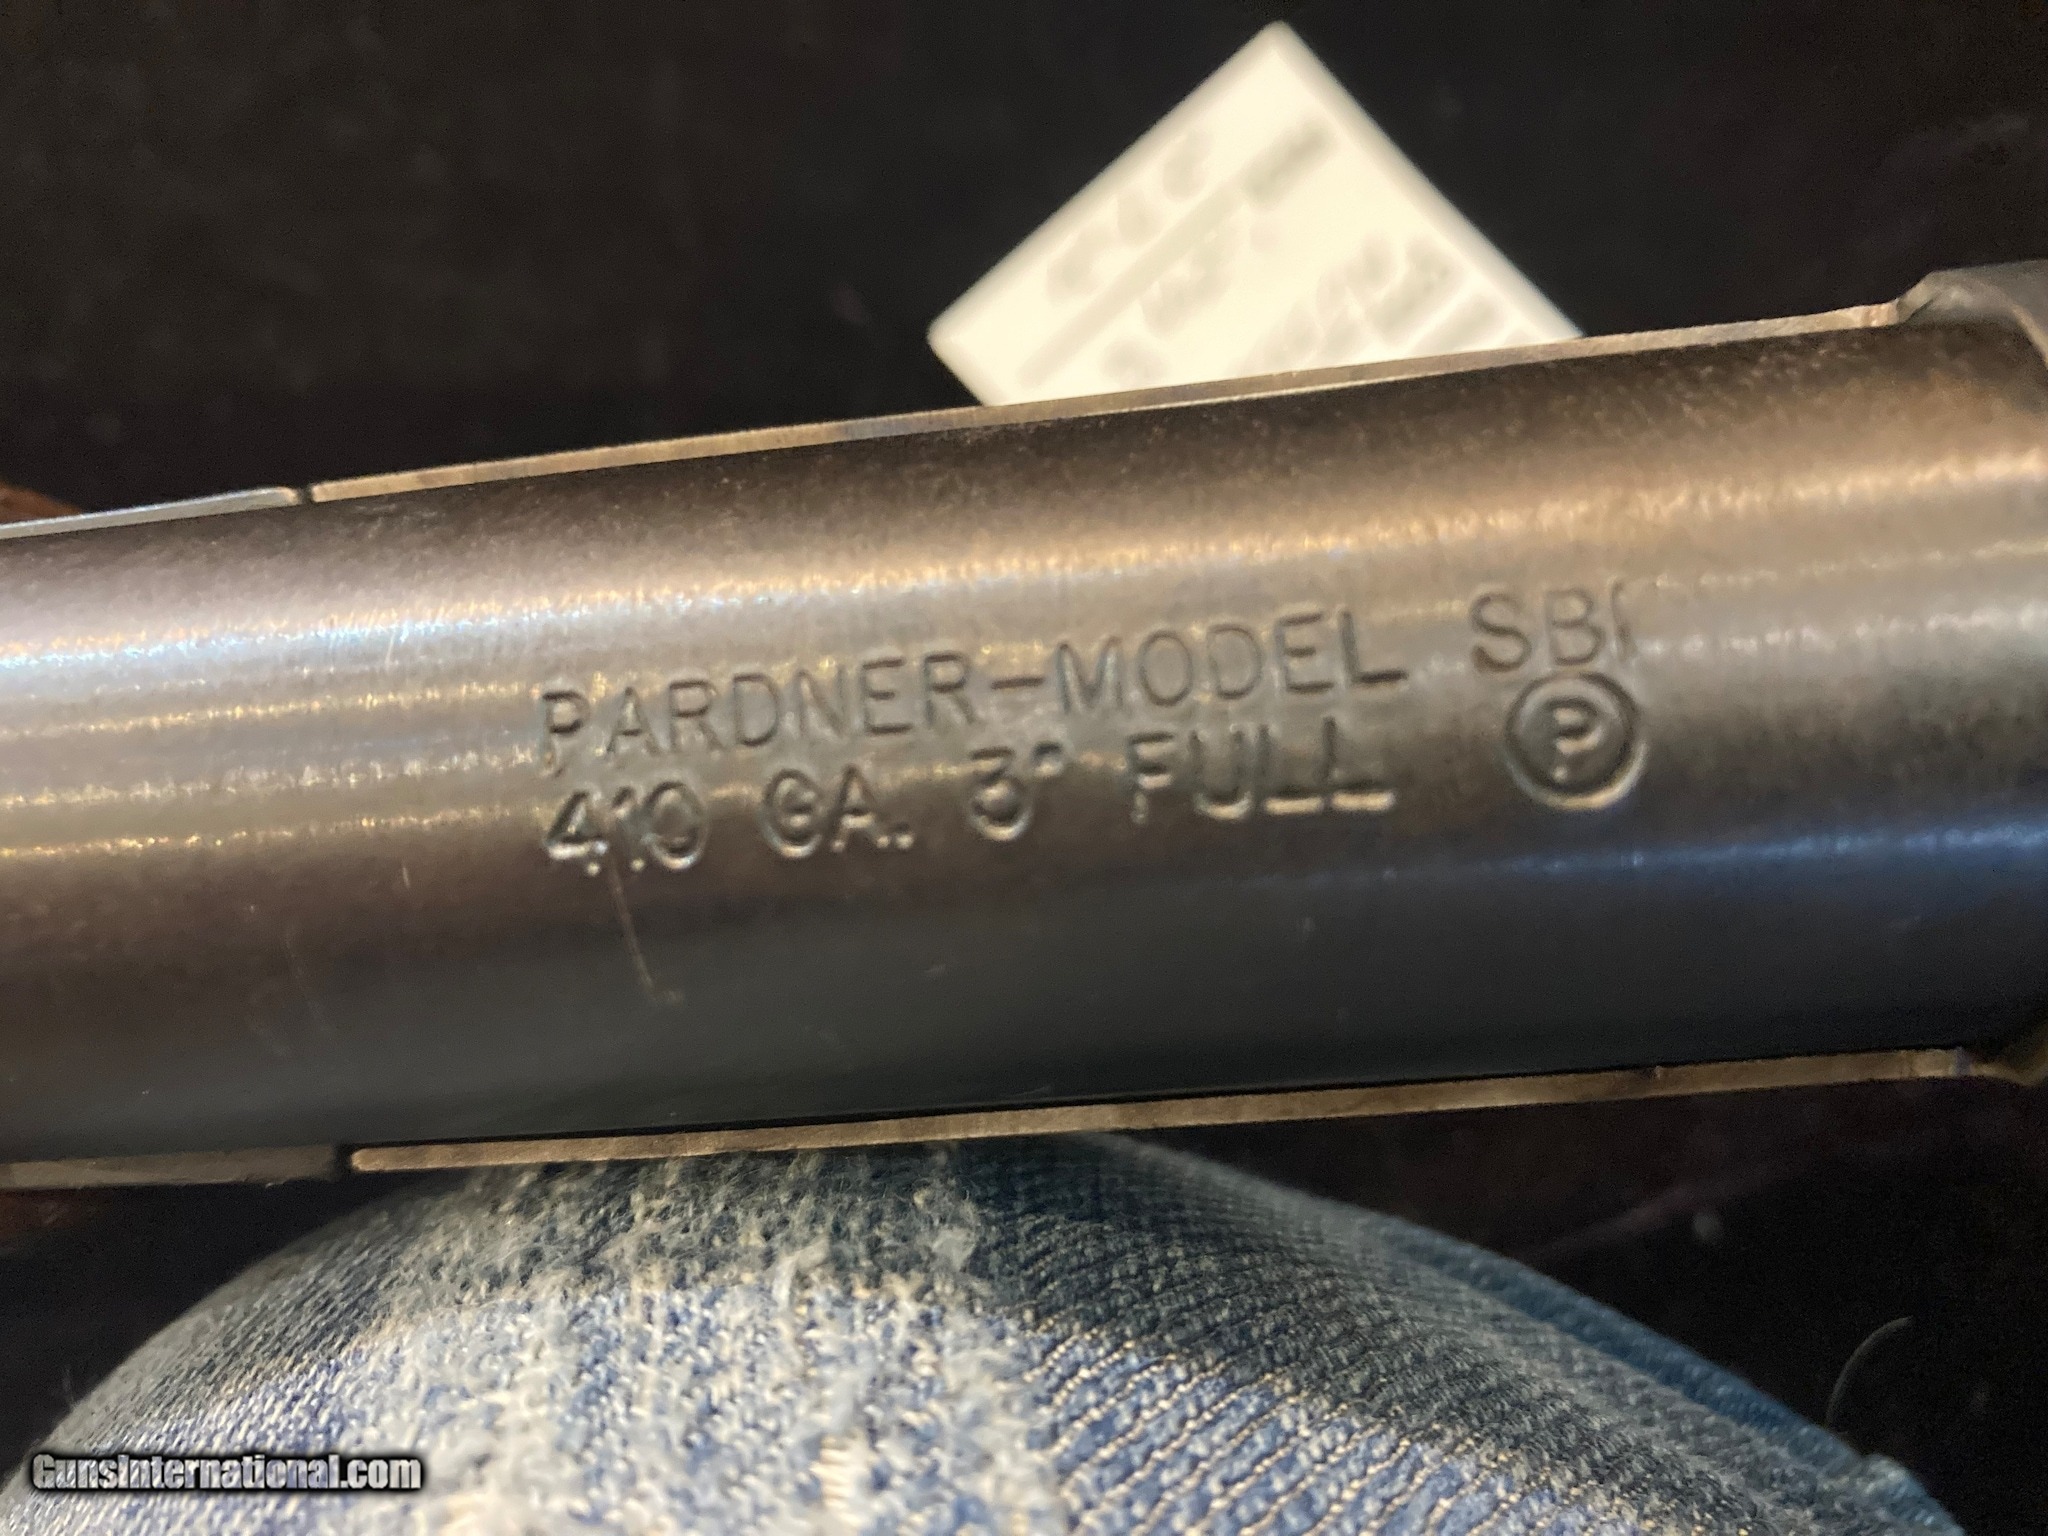 PARDNER-MODEL SB1
.410 GA. 3" FULL
P
GunsInternational.com